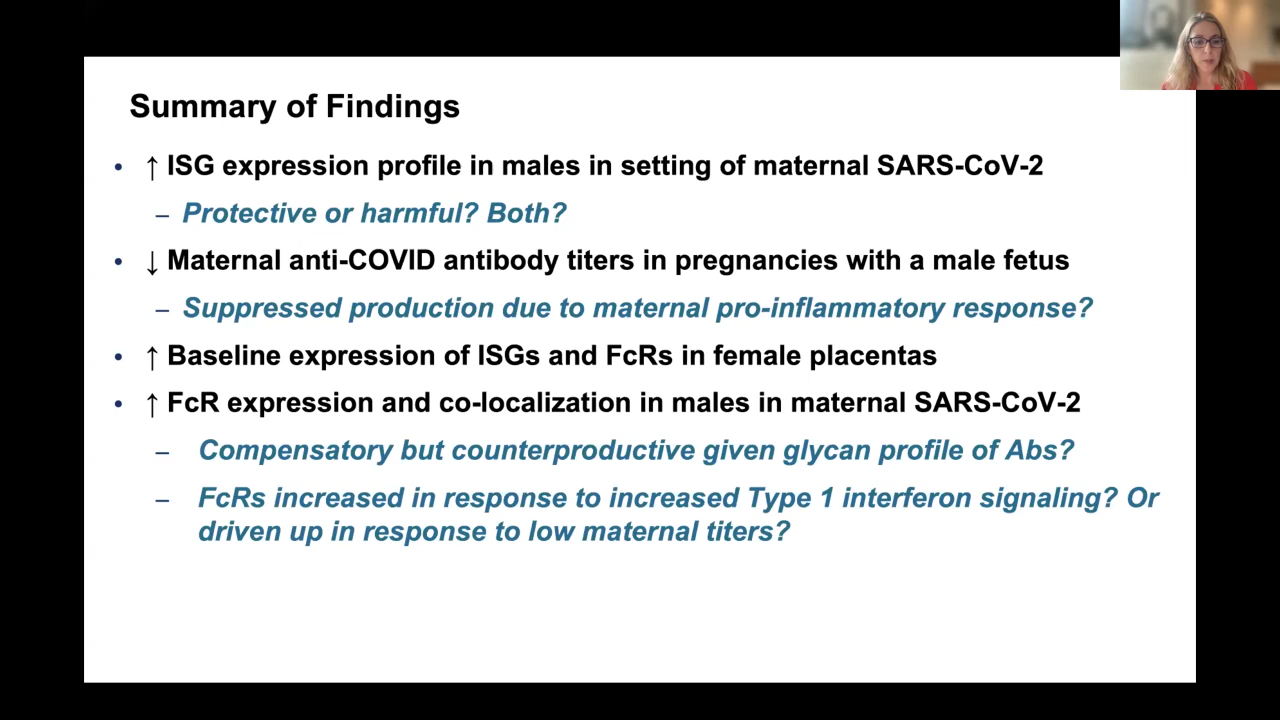 Summary of Findings
• ↑ ISG expression profile in males in setting of maternal SARS-CoV-2
– Protective or harmful? Both?
• ↓ Maternal anti-COVID antibody titers in pregnancies with a male fetus
– Suppressed production due to maternal pro-inflammatory response?
• ↑ Baseline expression of ISGs and FcRs in female placentas
• ↑ FcR expression and co-localization in males in maternal SARS-CoV-2
– Compensatory but counterproductive given glycan profile of Abs?
– FcRs increased in response to increased Type 1 interferon signaling? Or
driven up in response to low maternal titers?